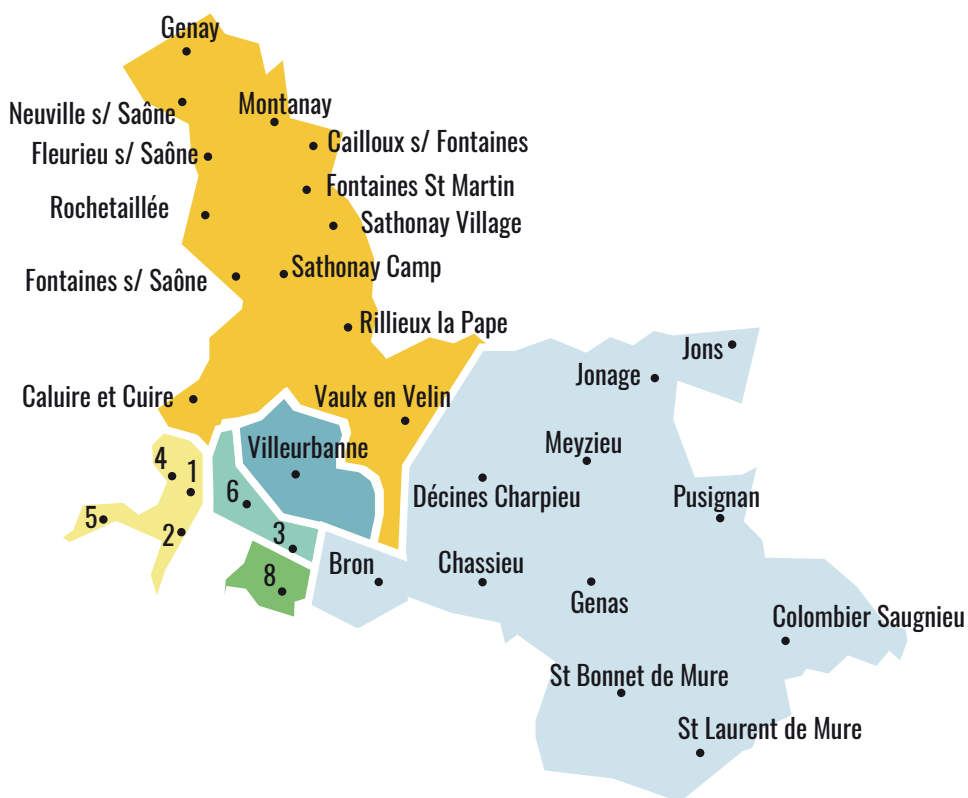 Genay
Neuville s/ Saône
Montanay
Cailloux s/ Fontaines
Fleurieu s/ Saône
Fontaines St Martin
Rochetaillée
Sathonay Village
Sathonay Camp
Fontaines s/ Saône
Rillieux la Pape
Jons
Jonage
Caluire et Cuire
Vaulx en Velin
Villeurbanne
Meyzieu
4
1
6
Décines Charpieu
Pusignan
5
2
3
Bron
Chassieu
8
Genas
Colombier Saugnieu
St Bonnet de Mure
St Laurent de Mure